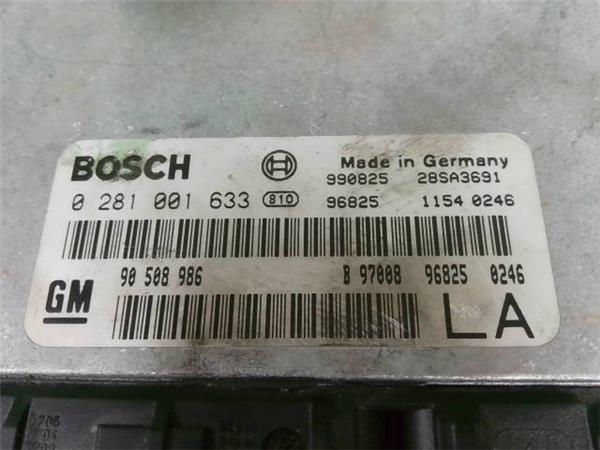 BOSCH Made in Germany
990825 28SA3691
0 281 001 633 810 96825 1154 0246
90 508 986 B 97008 96825 0246
GM
LA